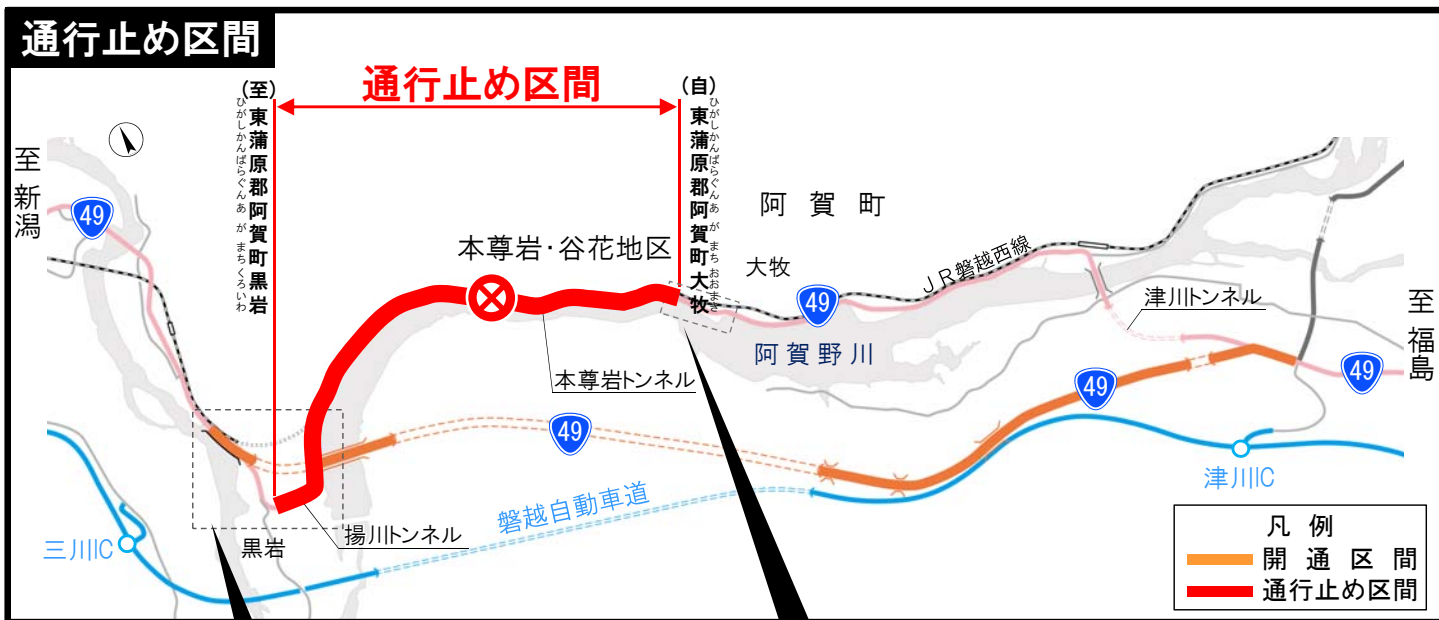 通行止め区間
通行止め区間
(至)
東蒲原郡阿賀町黒岩
ひがしかんばらぐんあがまちくろいわ
(自)
東蒲原郡阿賀町大牧
ひがしかんばらぐんあがまちおおまき
至新潟
49
本尊岩・谷花地区
阿賀町
大牧
49
JR磐越西線
津川トンネル
至福島
阿賀野川
本尊岩トンネル
49
49
49
津川IC
磐越自動車道
揚川トンネル
黒岩
三川IC
凡例
開通区間
通行止め区間